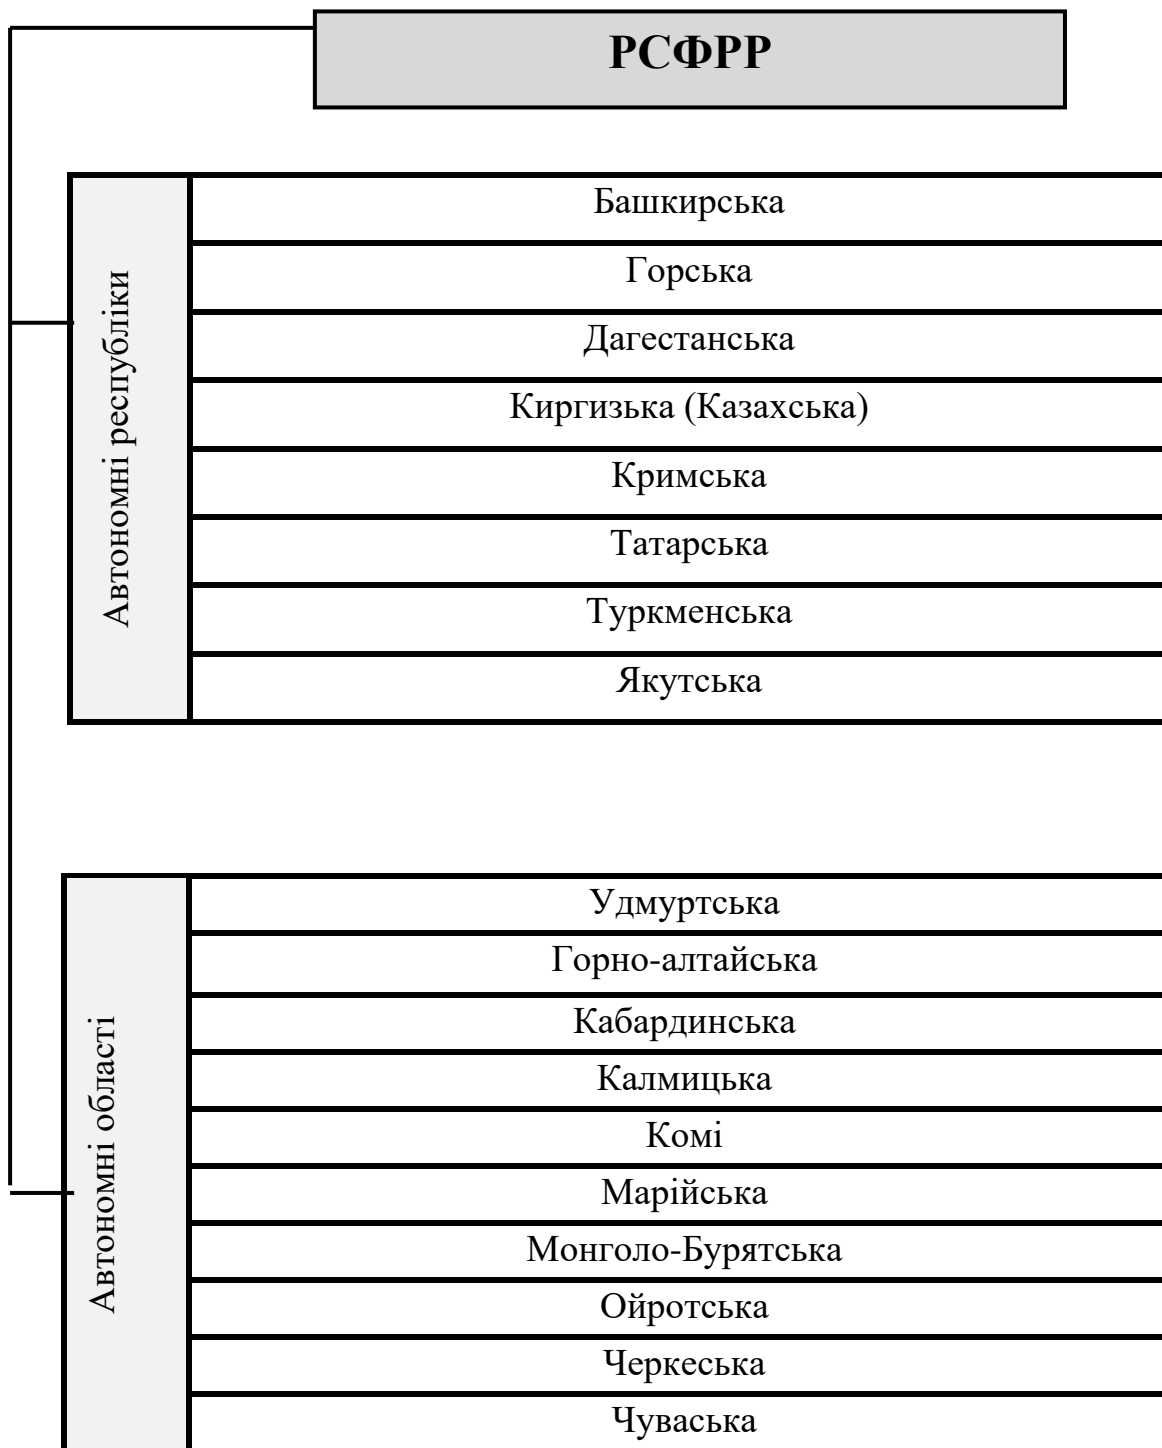 РСФРР
Автономні республіки
Башкирська
Горська
Дагестанська
Киргизька (Казахська)
Кримська
Татарська
Туркменська
Якутська
Автономні області
Удмуртська
Горно-алтайська
Кабардинська
Калмицька
Комі
Марійська
Монголо-Бурятська
Ойротська
Черкеська
Чуваська